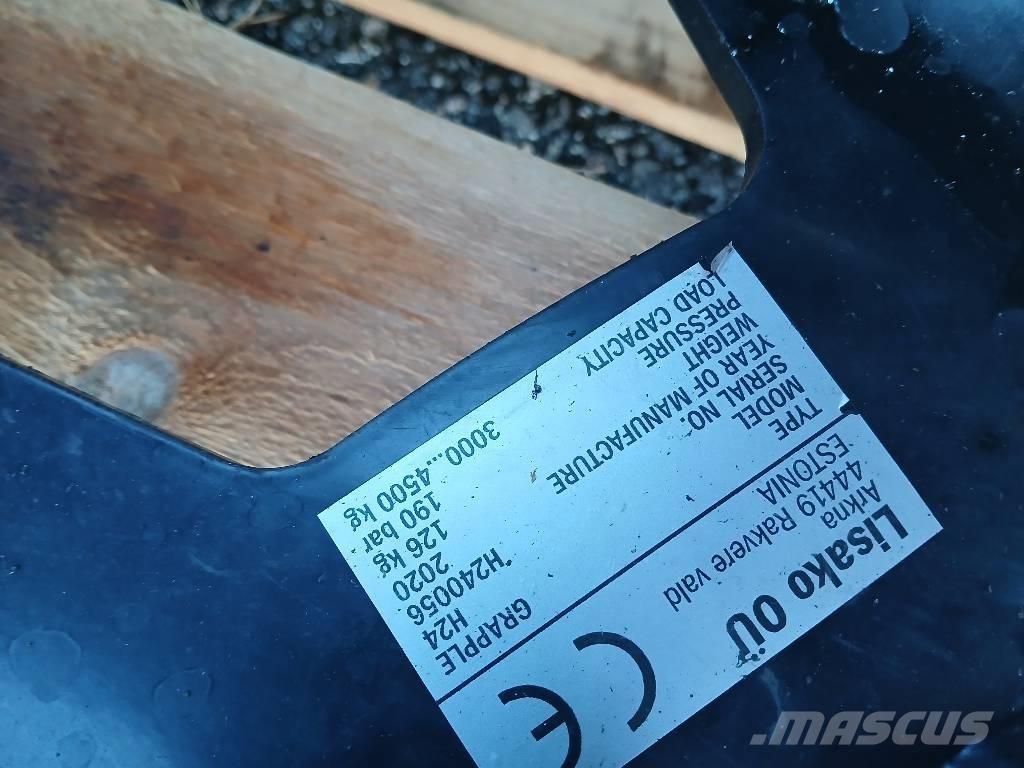 Lisako OÜ
Arkna
44419 Rakvere vald
ESTONIA
CE
TYPE GRAPPLE
MODEL H24
SERIAL NO. *H240056
YEAR OF MANUFACTURE 2020
WEIGHT 126 kg
PRESSURE 190 bar
LOAD CAPACITY 3000...4500 kg
MASCUS